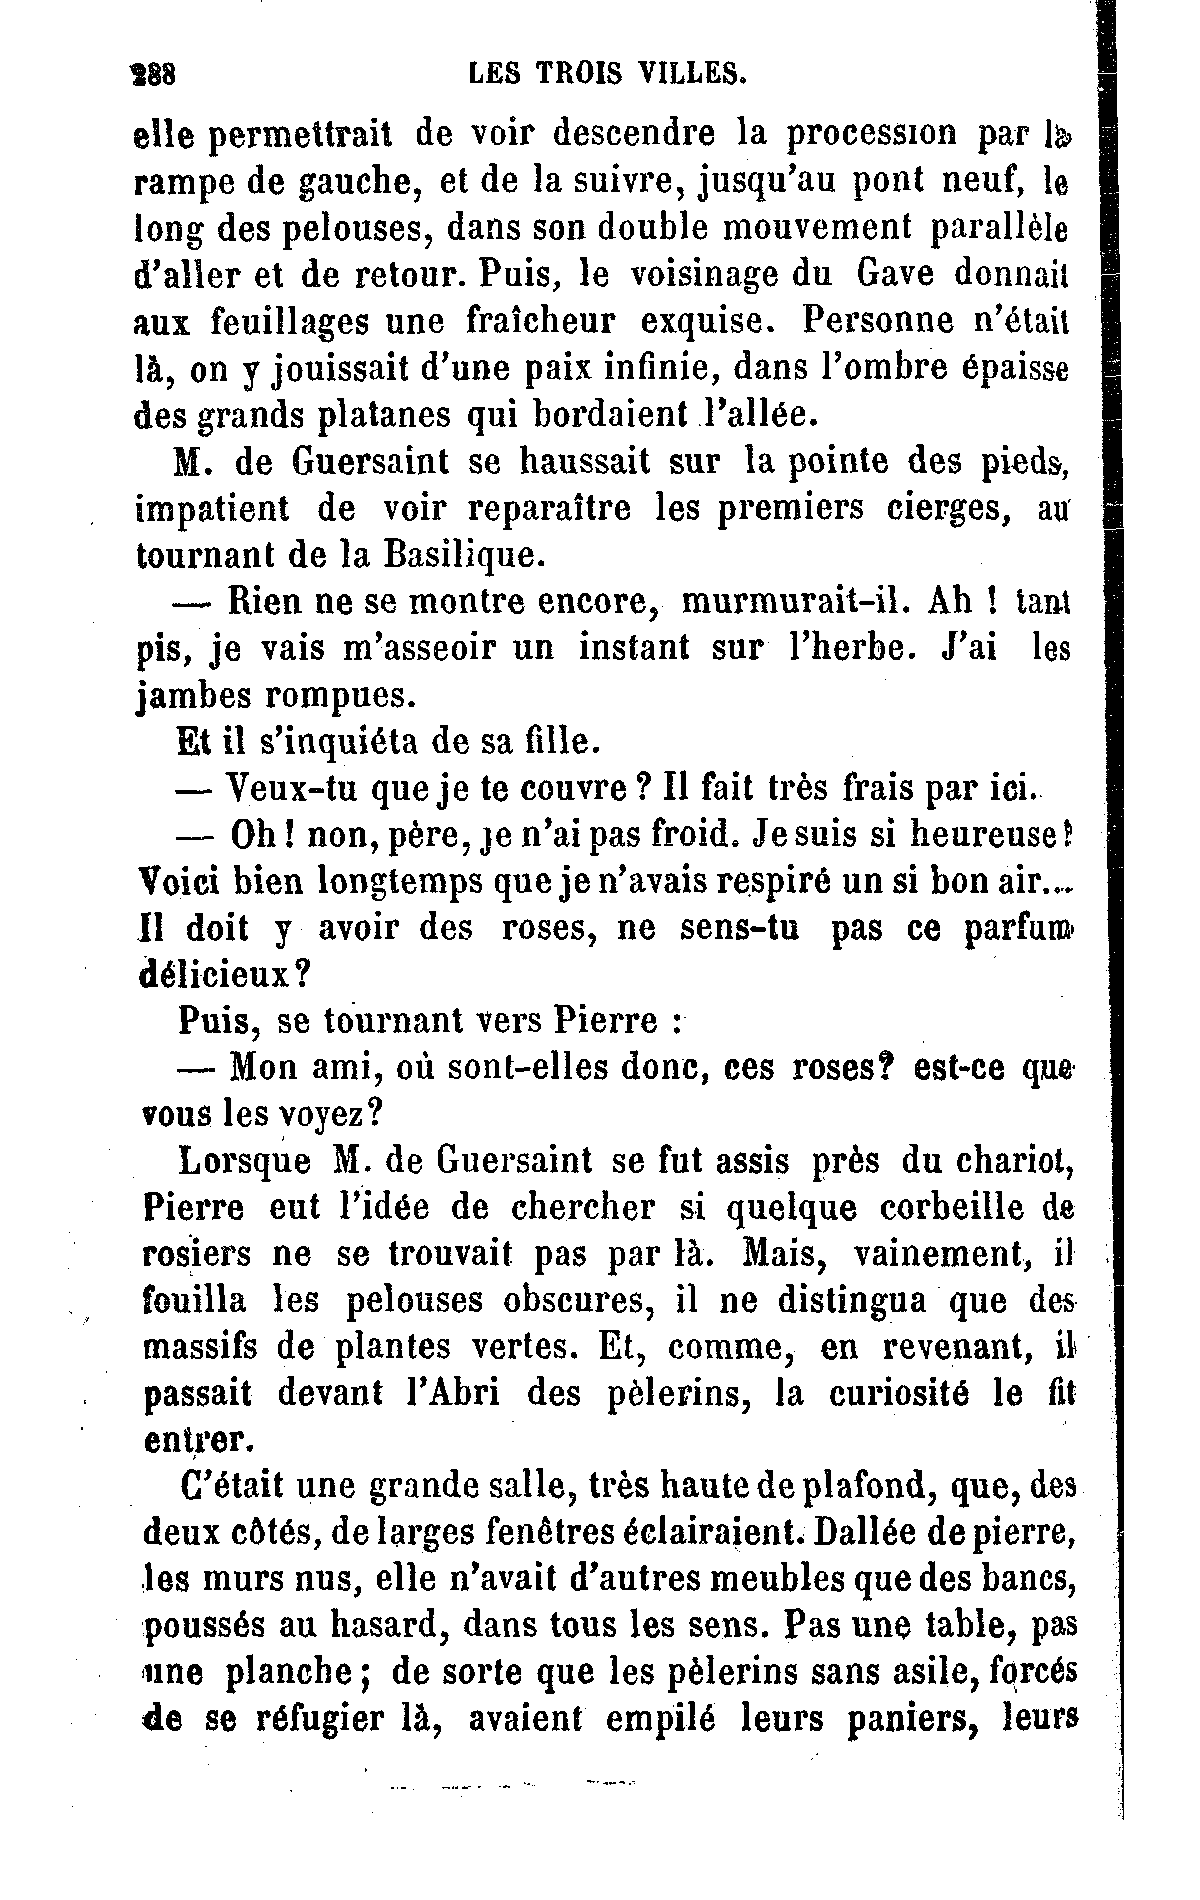 288 LES TROIS VILLES.
elle permettrait de voir descendre la procession par la
rampe de gauche, et de la suivre, jusqu'au pont neuf, le
long des pelouses, dans son double mouvement parallèle
d'aller et de retour. Puis, le voisinage du Gave donnait
aux feuillages une fraîcheur exquise. Personne n'était
là, on y jouissait d'une paix infinie, dans l'ombre épaisse
des grands platanes qui bordaient l'allée.
M. de Guersaint se haussait sur la pointe des pieds,
impatient de voir reparaître les premiers cierges, au
tournant de la Basilique.
— Rien ne se montre encore, murmurait-il. Ah ! tant
pis, je vais m'asseoir un instant sur l'herbe. J'ai les
jambes rompues.
Et il s'inquiéta de sa fille.
— Veux-tu que je te couvre ? Il fait très frais par ici.
— Oh ! non, père, je n'ai pas froid. Je suis si heureuse !
Voici bien longtemps que je n'avais respiré un si bon air...
Il doit y avoir des roses, ne sens-tu pas ce parfum
délicieux ?
Puis, se tournant vers Pierre :
— Mon ami, où sont-elles donc, ces roses ? est-ce que
vous les voyez ?
Lorsque M. de Guersaint se fut assis près du chariot,
Pierre eut l'idée de chercher si quelque corbeille de
rosiers ne se trouvait pas par là. Mais, vainement, il
fouilla les pelouses obscures, il ne distingua que des
massifs de plantes vertes. Et, comme, en revenant, il
passait devant l'Abri des pèlerins, la curiosité le fit
entrer.
C'était une grande salle, très haute de plafond, que, des
deux côtés, de larges fenêtres éclairaient. Dallée de pierre,
les murs nus, elle n'avait d'autres meubles que des bancs,
poussés au hasard, dans tous les sens. Pas une table, pas
une planche ; de sorte que les pèlerins sans asile, forcés
de se réfugier là, avaient empilé leurs paniers, leurs